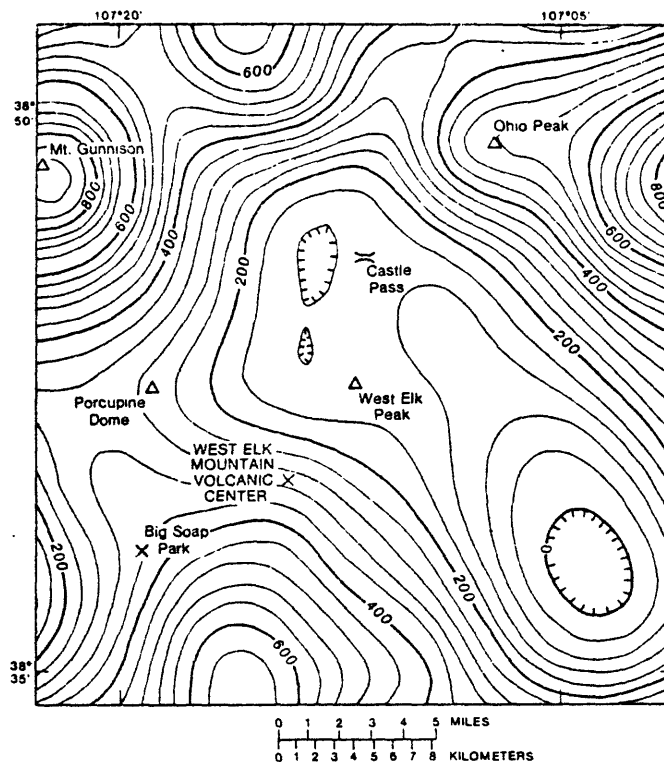 107°20'
107°05'
600
38°
50'
Ohio Peak
Mt. Gunnison
800
800
600
600
400
200
Castle
Pass
400
200
Porcupine
Dome
West Elk
Peak
WEST ELK
MOUNTAIN
VOLCANIC
CENTER
0
Big Soap
Park
200
200
400
600
38°
35'
0 1 2 3 4 5 MILES
0 1 2 3 4 5 6 7 8 KILOMETERS